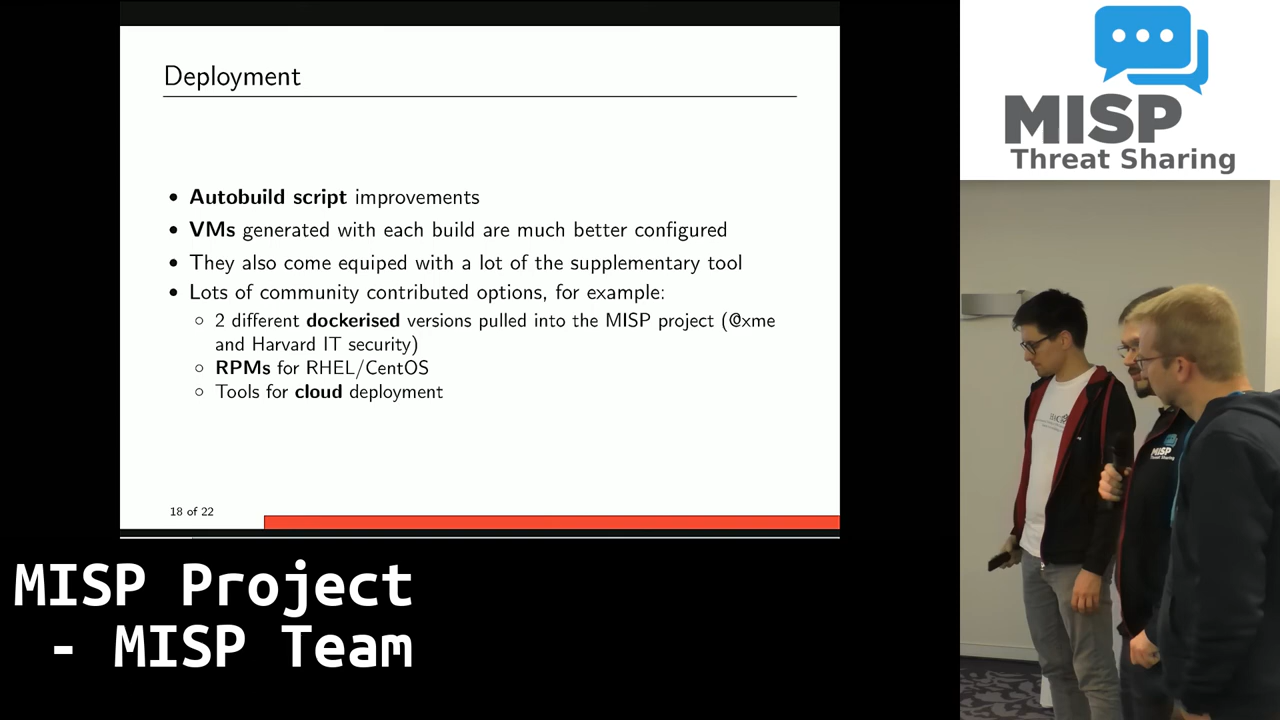 Deployment
• Autobuild script improvements
• VMs generated with each build are much better configured
• They also come equiped with a lot of the supplementary tool
• Lots of community contributed options, for example:
◦ 2 different dockerised versions pulled into the MISP project (@xme
and Harvard IT security)
◦ RPMs for RHEL/CentOS
◦ Tools for cloud deployment
18 of 22
MISP
Threat Sharing
MISP
Threat Sharing
MISP Project
- MISP Team